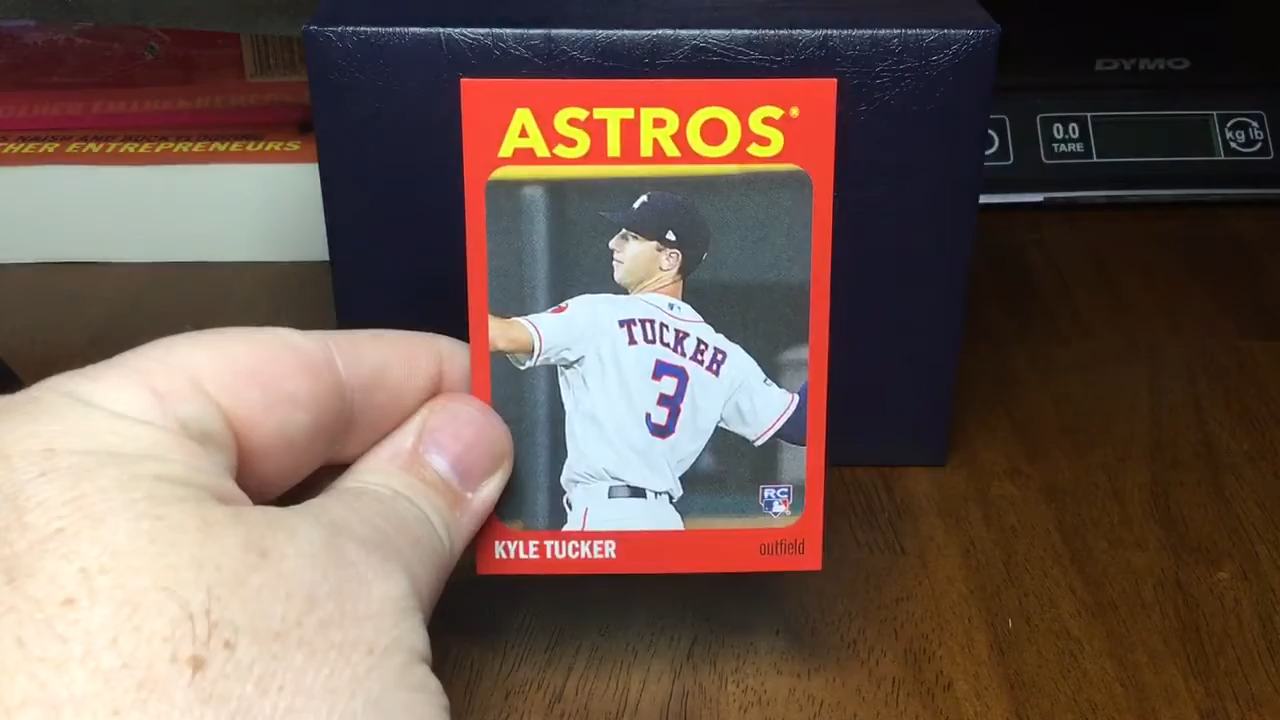 DYMO
0.0
TARE
kg lb
THER ENTREPRENEURS
ASTROS
TUCKER
3
RC
KYLE TUCKER
outfield